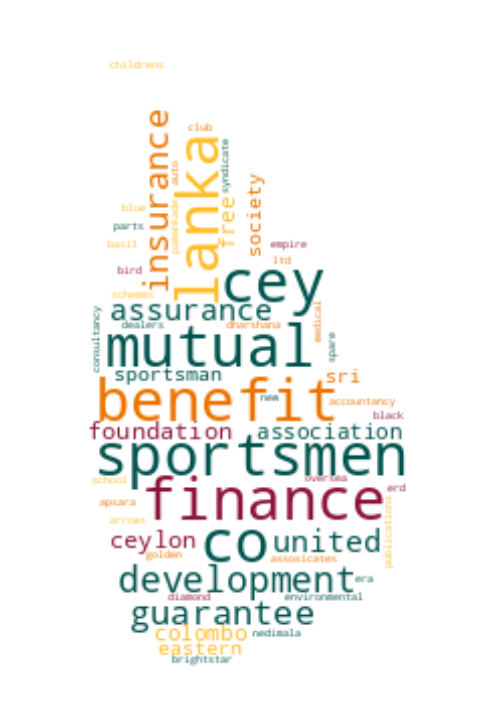 childrens
insurance
club
lanka
syndicate
auto
pamankade
free
society
blue
parts
basil
empire
ltd
bird
cey
schemes
assurance
dealers
dharshana
medical
consultancy
mutual
spare
sportsman
sri
benefit
new
accountancy
black
foundation
association
sportsmen
school
oversea
finance
erd
apsara
arrows
publications
ceylon
co
united
golden
assosicates
development
era
diamond
environmental
guarantee
colombo
nedimala
eastern
brightstar